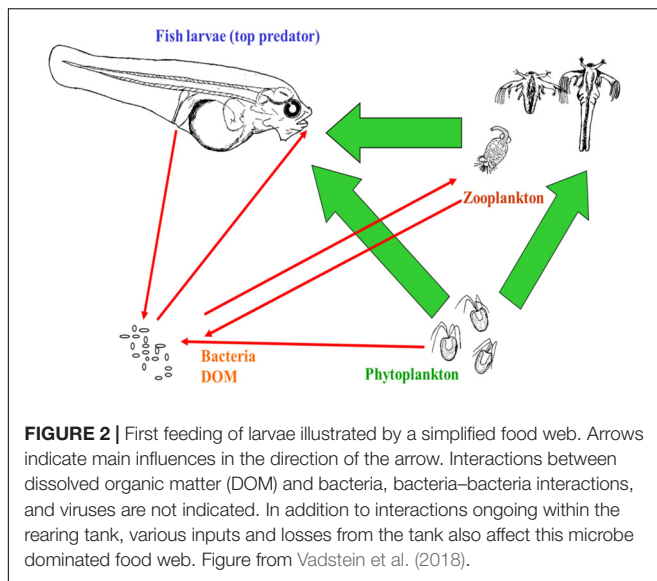 Fish larvae (top predator)
Zooplankton
Bacteria
DOM
Phytoplankton
FIGURE 2 | First feeding of larvae illustrated by a simplified food web. Arrows
indicate main influences in the direction of the arrow. Interactions between
dissolved organic matter (DOM) and bacteria, bacteria–bacteria interactions,
and viruses are not indicated. In addition to interactions ongoing within the
rearing tank, various inputs and losses from the tank also affect this microbe
dominated food web. Figure from Vadstein et al. (2018).